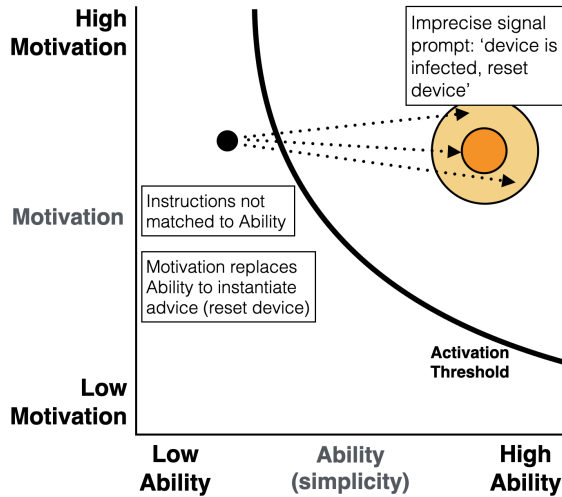 High
Motivation
Imprecise signal
prompt: ‘device is
infected, reset
device’
Motivation
Instructions not
matched to Ability
Motivation replaces
Ability to instantiate
advice (reset device)
Activation
Threshold
Low
Motivation
Low
Ability
Ability
(simplicity)
High
Ability